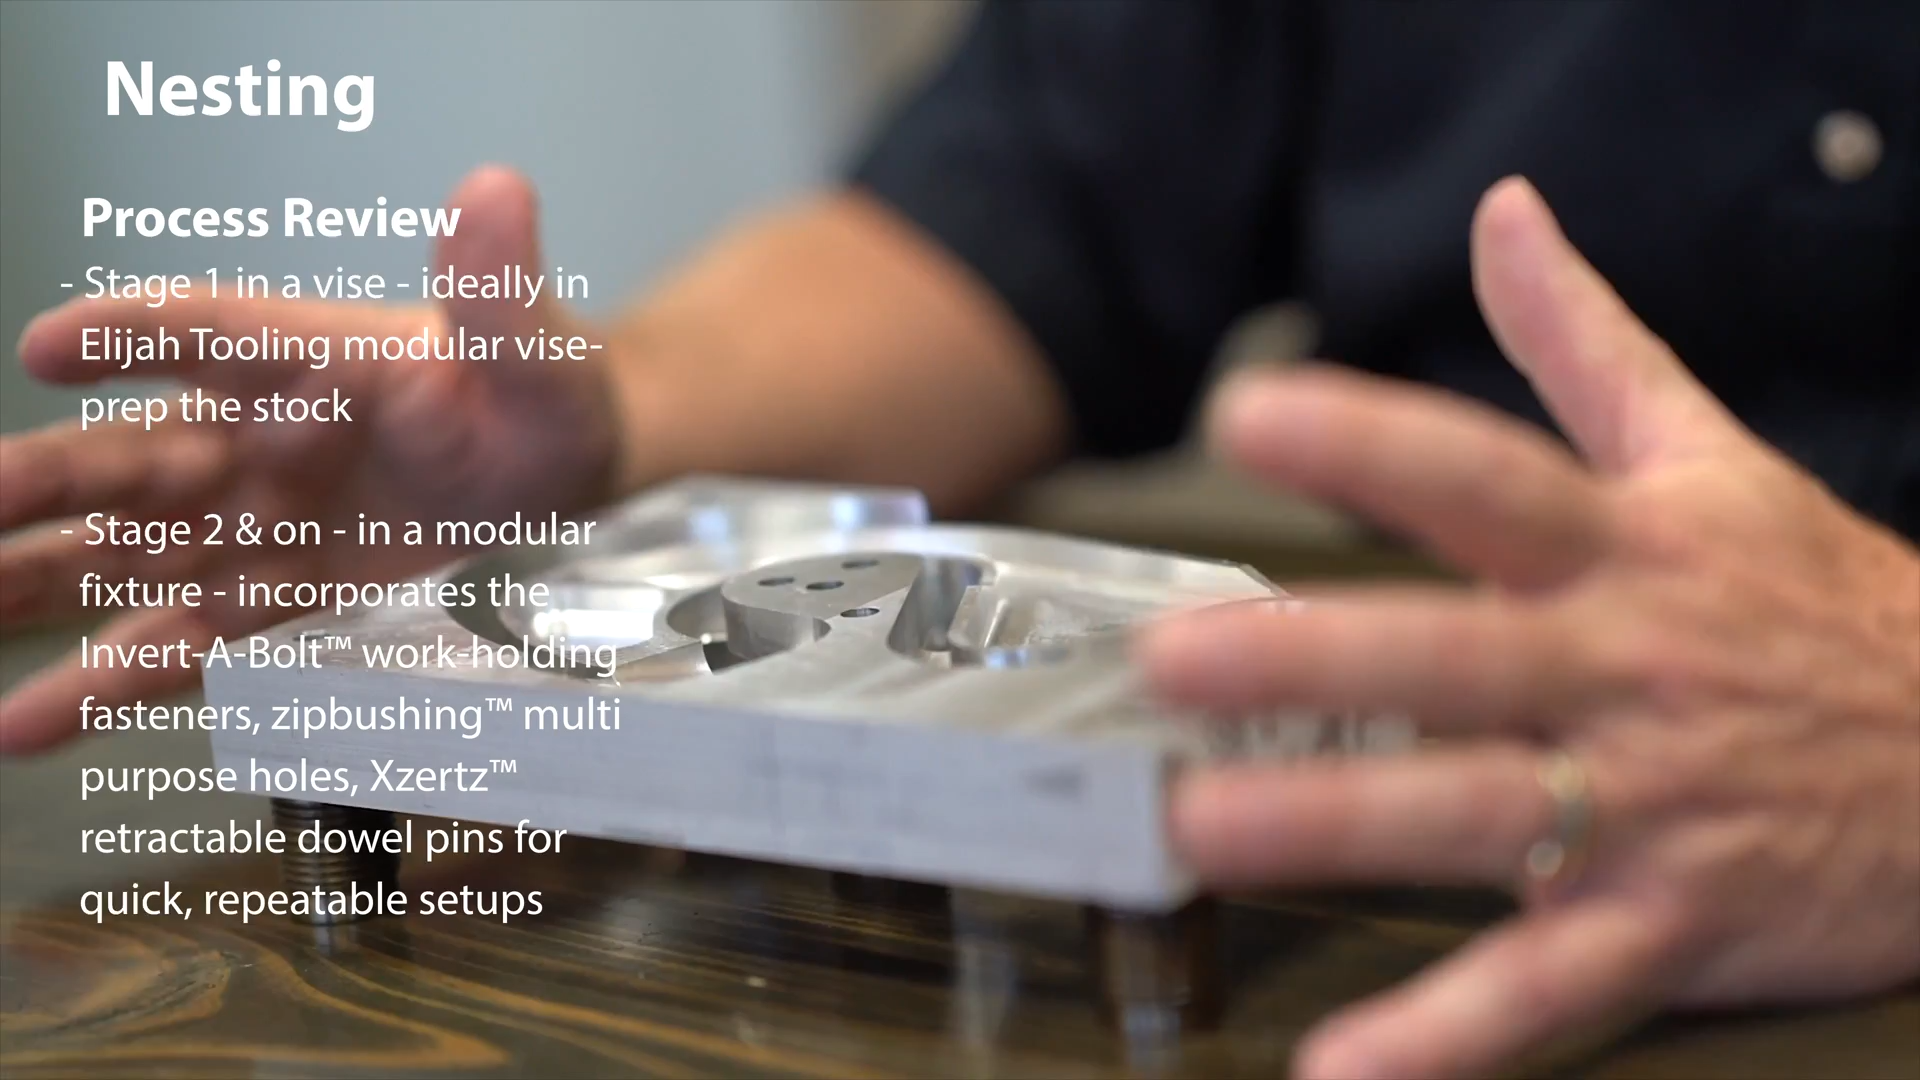 Nesting
Process Review
- Stage 1 in a vise - ideally in
Elijah Tooling modular vise-
prep the stock
- Stage 2 & on - in a modular
fixture - incorporates the
Invert-A-Bolt™ work-holding
fasteners, zipbushing™ multi
purpose holes, Xzertz™
retractable dowel pins for
quick, repeatable setups